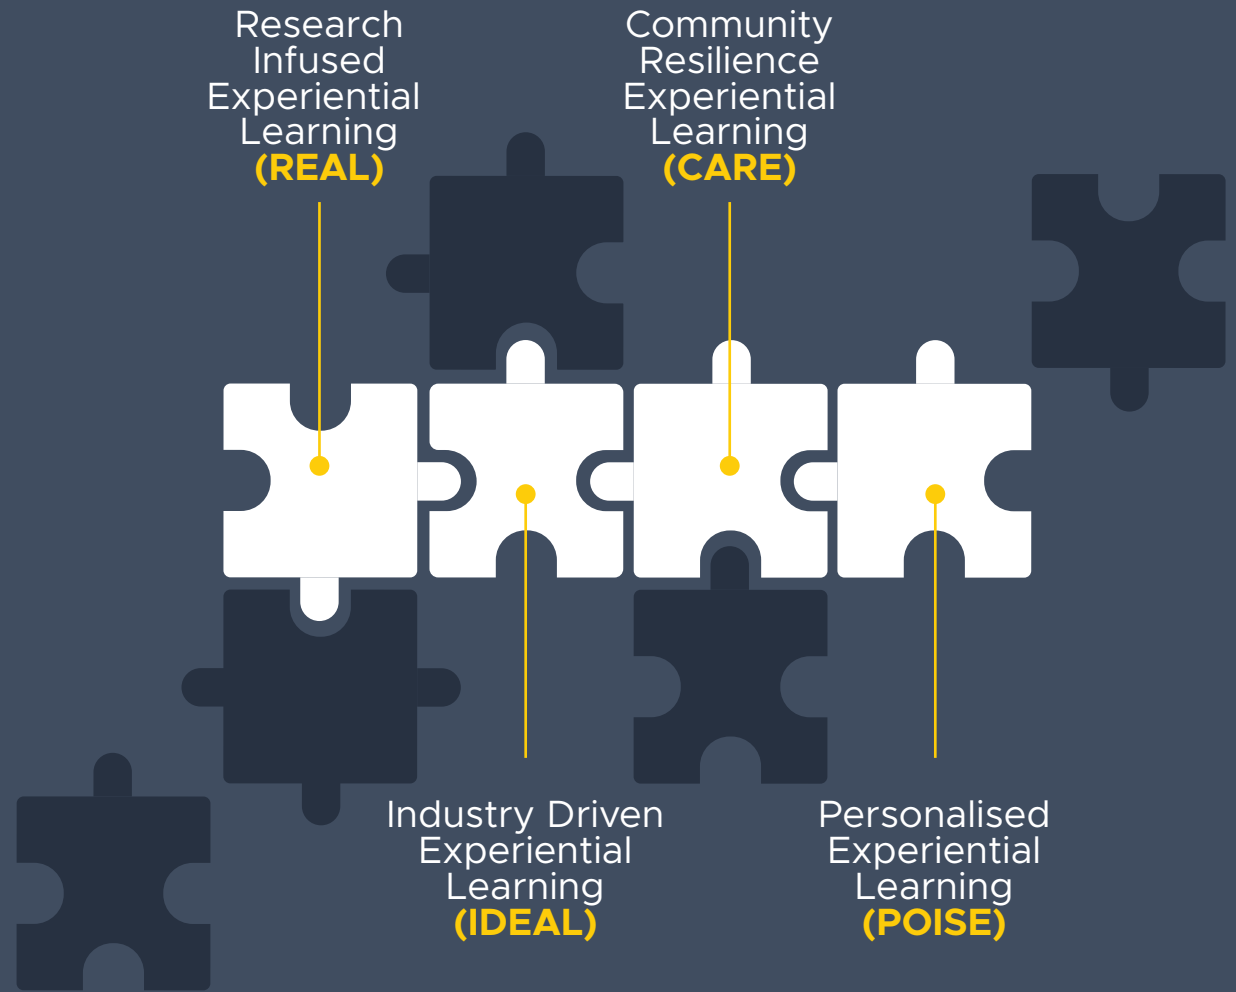 Research
Infused
Experiential
Learning
(REAL)
Community
Resilience
Experiential
Learning
(CARE)
Industry Driven
Experiential
Learning
(IDEAL)
Personalised
Experiential
Learning
(POISE)